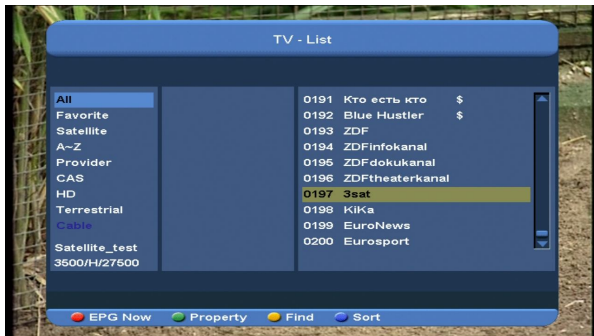 TV - List
All
Favorite
Satellite
A~Z
Provider
CAS
HD
Terrestrial
Cable
Satellite_test
3500/H/27500
0191 Кто есть кто $
0192 Blue Hustler $
0193 ZDF
0194 ZDFinfokanal
0195 ZDFdokukanal
0196 ZDFtheaterkanal
0197 3sat
0198 KiKa
0199 EuroNews
0200 Eurosport
EPG Now Property Find Sort